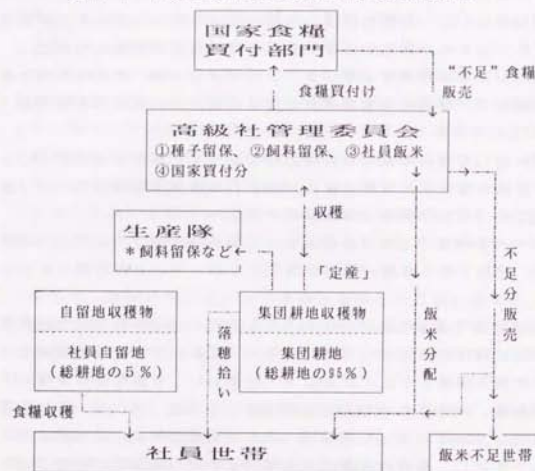 国家食糧
買付部門
“不足”食糧
販売
食糧買付け
高級社管理委員会
①種子留保、②飼料留保、③社員飯米
④国家買付分
収穫
生産隊
＊飼料留保など
「定産」
不足分販売
自留地収穫物
社員自留地
(総耕地の5％)
落穂拾い
集団耕地収穫物
集団耕地
(総耕地の95％)
飯米分配
食糧収穫
社員世帯
飯米不足世帯